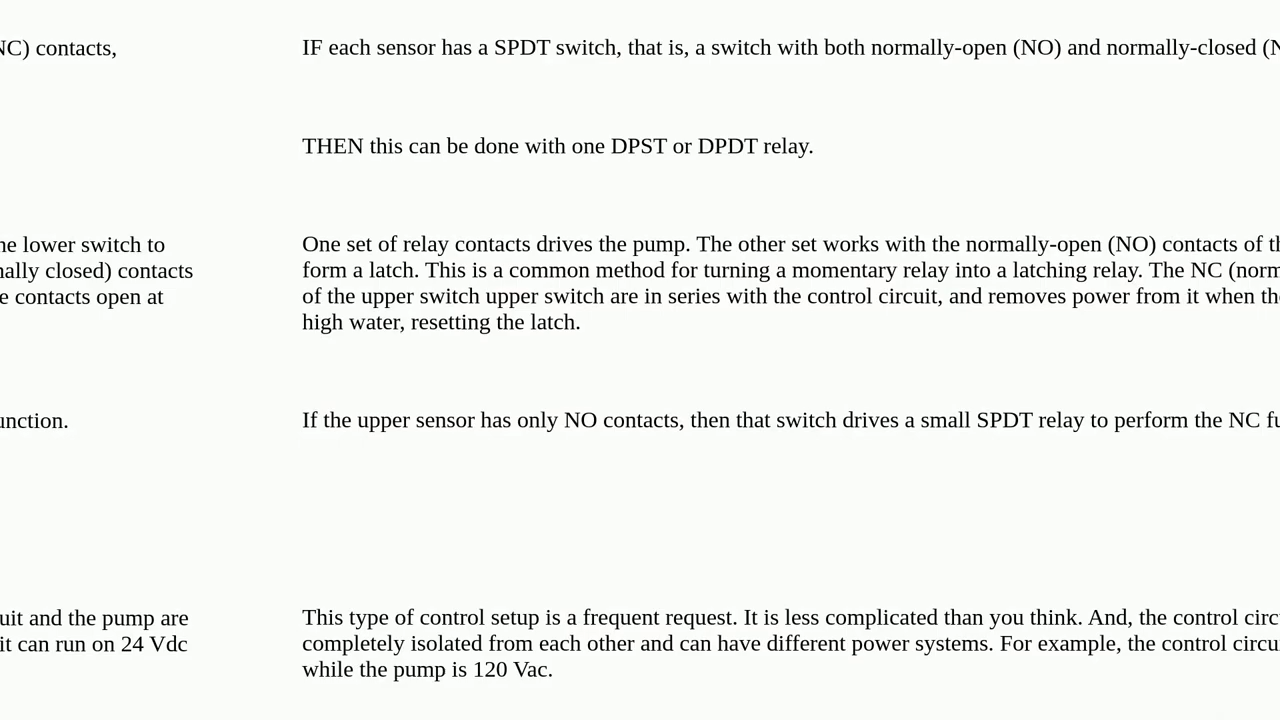 NC) contacts,
he lower switch to
nally closed) contacts
e contacts open at
unction.
uit and the pump are
it can run on 24 Vdc
IF each sensor has a SPDT switch, that is, a switch with both normally-open (NO) and normally-closed (N
THEN this can be done with one DPST or DPDT relay.
One set of relay contacts drives the pump. The other set works with the normally-open (NO) contacts of th
form a latch. This is a common method for turning a momentary relay into a latching relay. The NC (norm
of the upper switch upper switch are in series with the control circuit, and removes power from it when the
high water, resetting the latch.
If the upper sensor has only NO contacts, then that switch drives a small SPDT relay to perform the NC fu
This type of control setup is a frequent request. It is less complicated than you think. And, the control circ
completely isolated from each other and can have different power systems. For example, the control circu
while the pump is 120 Vac.